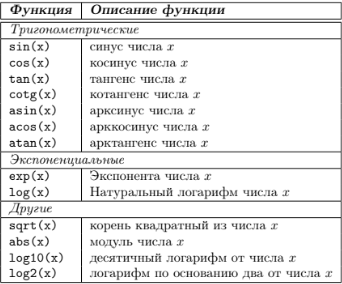 Функция Описание функции
Тригонометрические
sin(x) синус числа x
cos(x) косинус числа x
tan(x) тангенс числа x
cotg(x) котангенс числа x
asin(x) арксинус числа x
acos(x) арккосинус числа x
atan(x) арктангенс числа x
Экспоненциальные
exp(x) Экспонента числа x
log(x) Натуральный логарифм числа x
Другие
sqrt(x) корень квадратный из числа x
abs(x) модуль числа x
log10(x) десятичный логарифм от числа x
log2(x) логарифм по основанию два от числа x